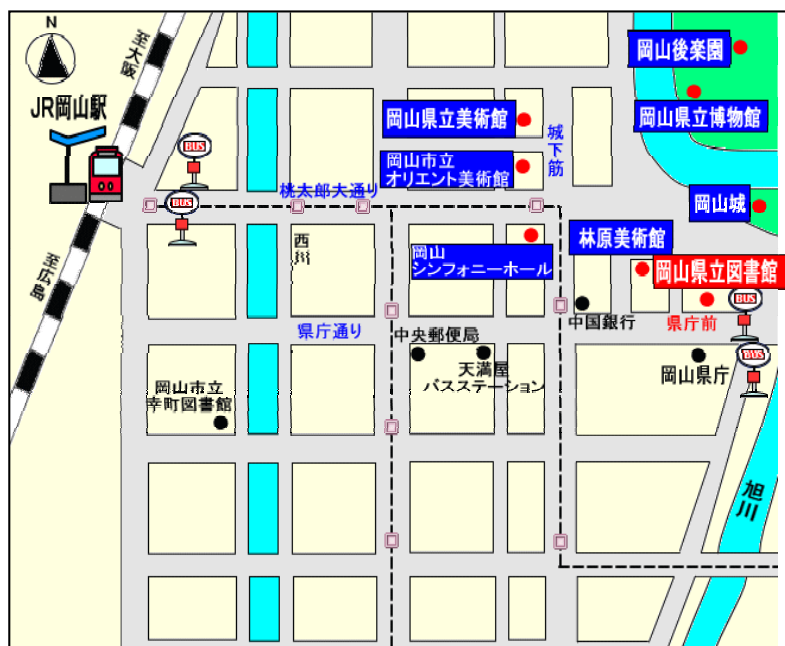 N
至大阪
JR岡山駅
BUS
BUS
至広島
桃太郎大通り
西川
県庁通り
岡山県立美術館
岡山市立
オリエント美術館
城下筋
岡山後楽園
岡山県立博物館
岡山城
岡山
シンフォニーホール
林原美術館
岡山県立図書館
中国銀行
県庁前
BUS
BUS
中央郵便局
天満屋
バスステーション
岡山県庁
岡山市立
幸町図書館
旭川